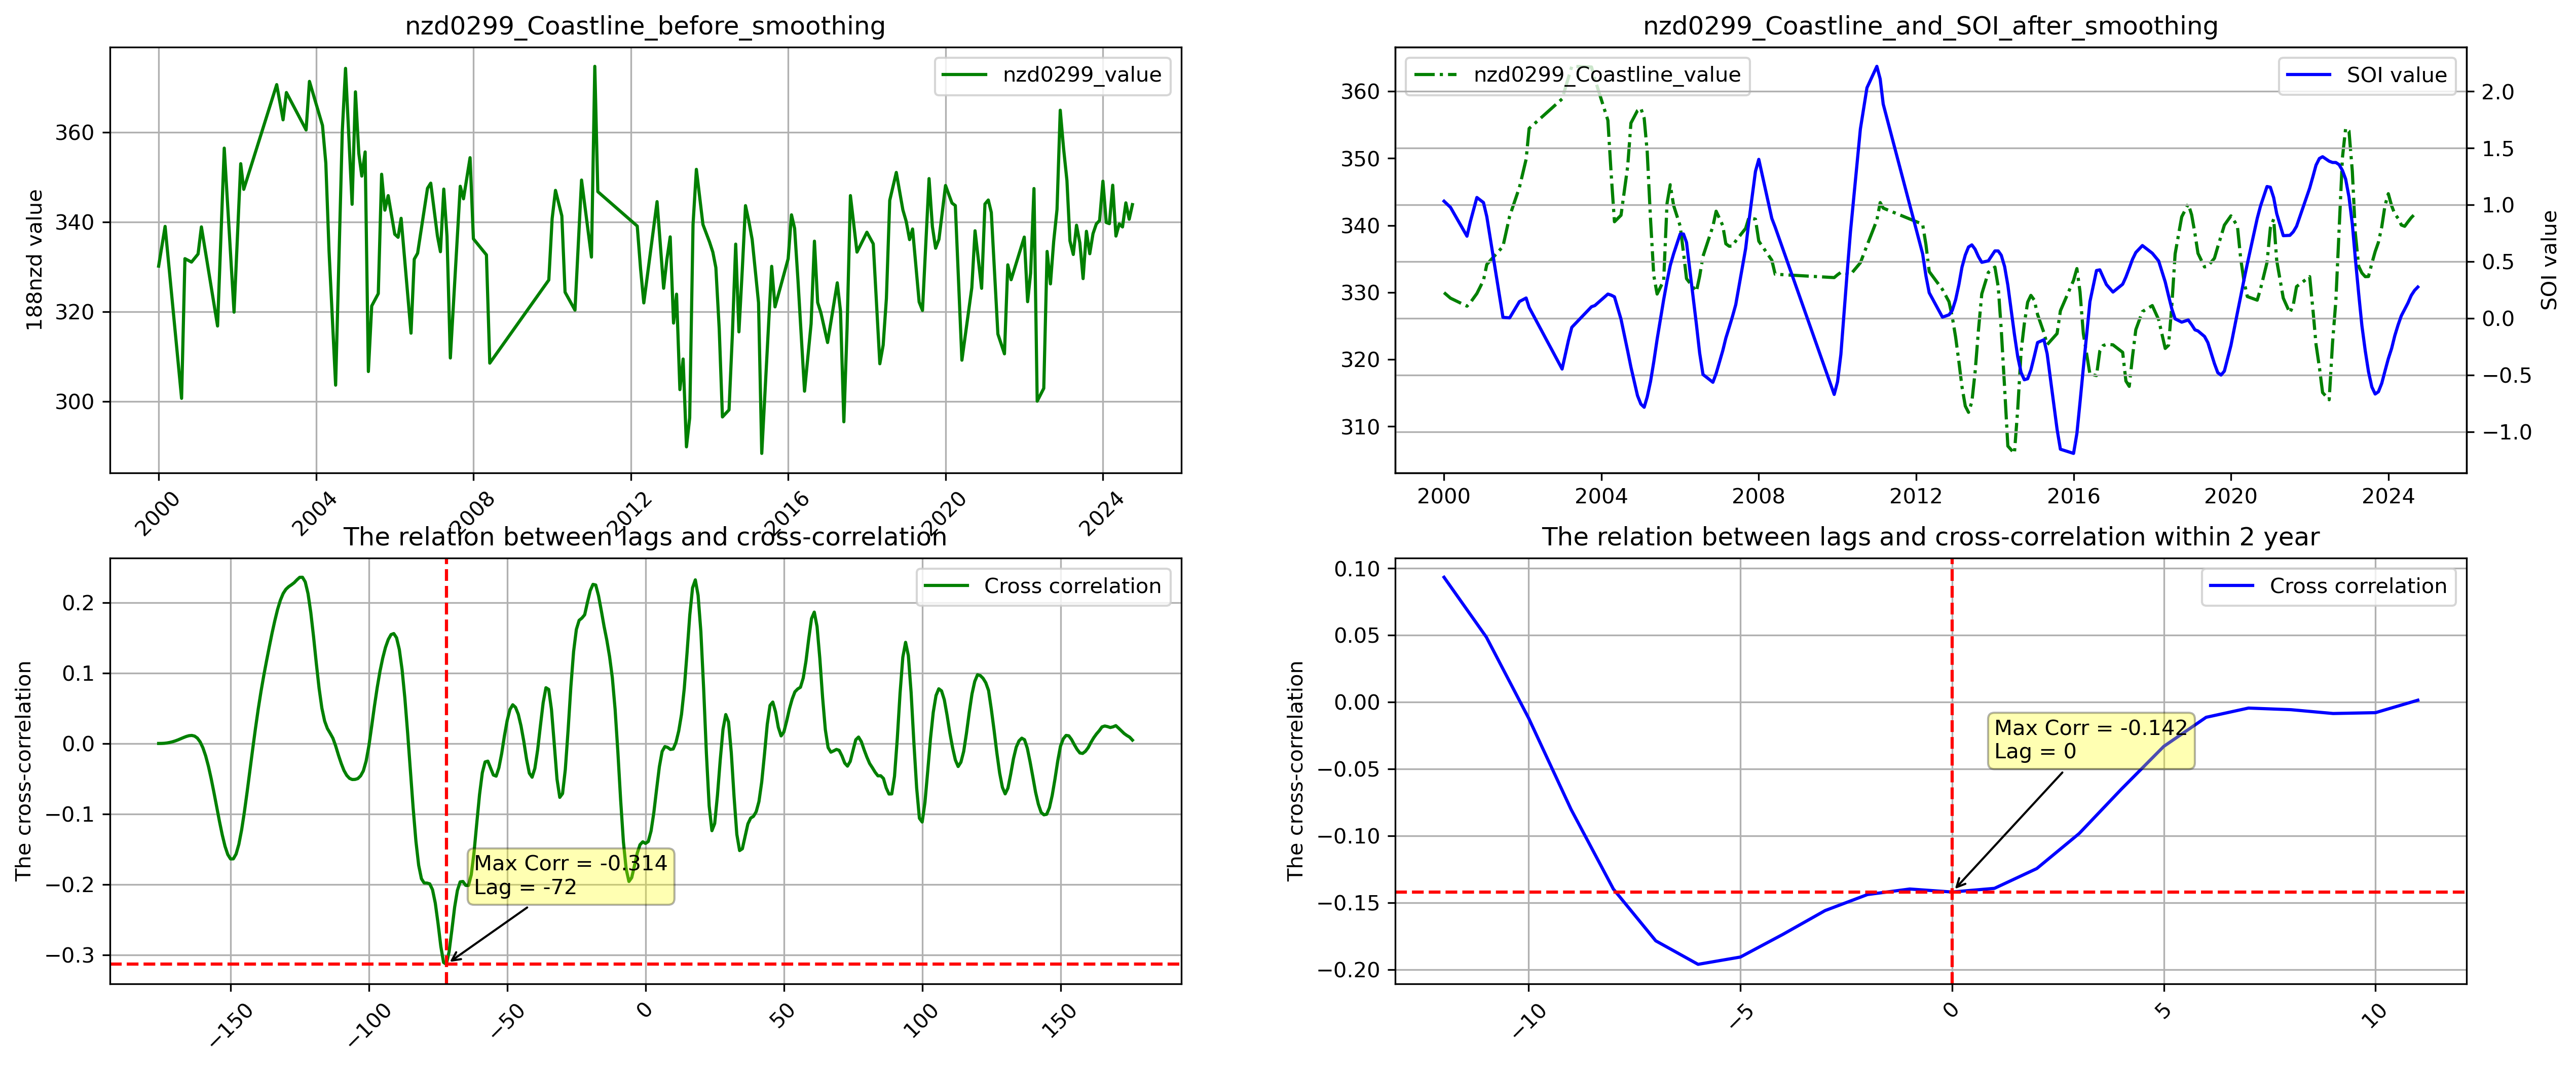 nzd0299_Coastline_before_smoothing
nzd0299_value
188nzd value
360
340
320
300
2000 2004 2008 2012 2016 2020 2024
nzd0299_Coastline_and_SOI_after_smoothing
nzd0299_Coastline_value
SOI value
360
350
340
330
320
310
2.0
1.5
1.0
0.5
0.0
−0.5
−1.0
SOI value
2000 2004 2008 2012 2016 2020 2024
The relation between lags and cross-correlation
Cross correlation
The cross-correlation
0.2
0.1
0.0
−0.1
−0.2
−0.3
Max Corr = -0.314
Lag = -72
−150 −100 −50 0 50 100 150
The relation between lags and cross-correlation within 2 year
Cross correlation
The cross-correlation
0.10
0.05
0.00
−0.05
−0.10
−0.15
−0.20
Max Corr = -0.142
Lag = 0
−10 −5 0 5 10